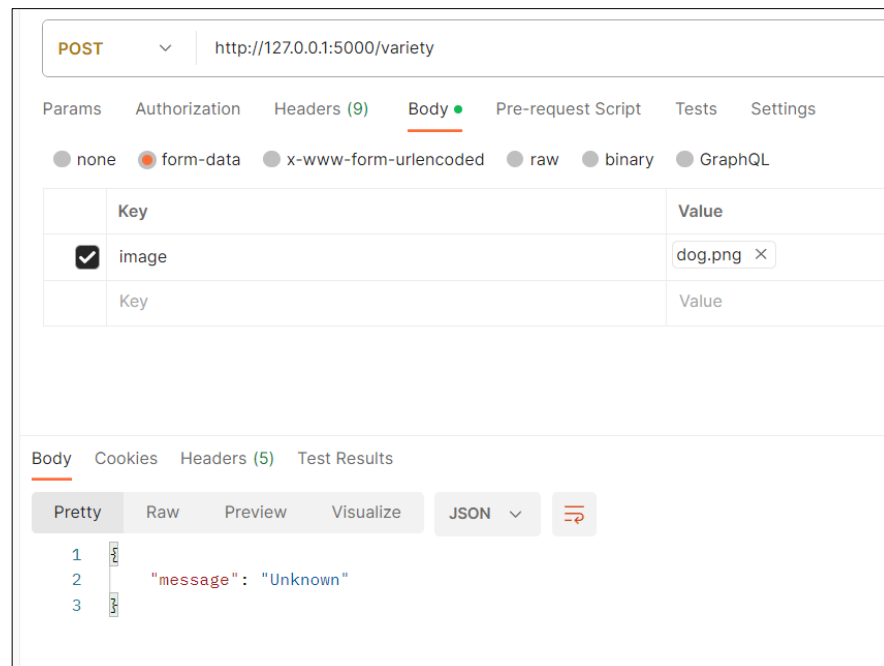 POST http://127.0.0.1:5000/variety
Params Authorization Headers (9) Body Pre-request Script Tests Settings
none form-data x-www-form-urlencoded raw binary GraphQL
Key Value
image dog.png
Key Value
Body Cookies Headers (5) Test Results
Pretty Raw Preview Visualize JSON
1 {
2 "message": "Unknown"
3 }